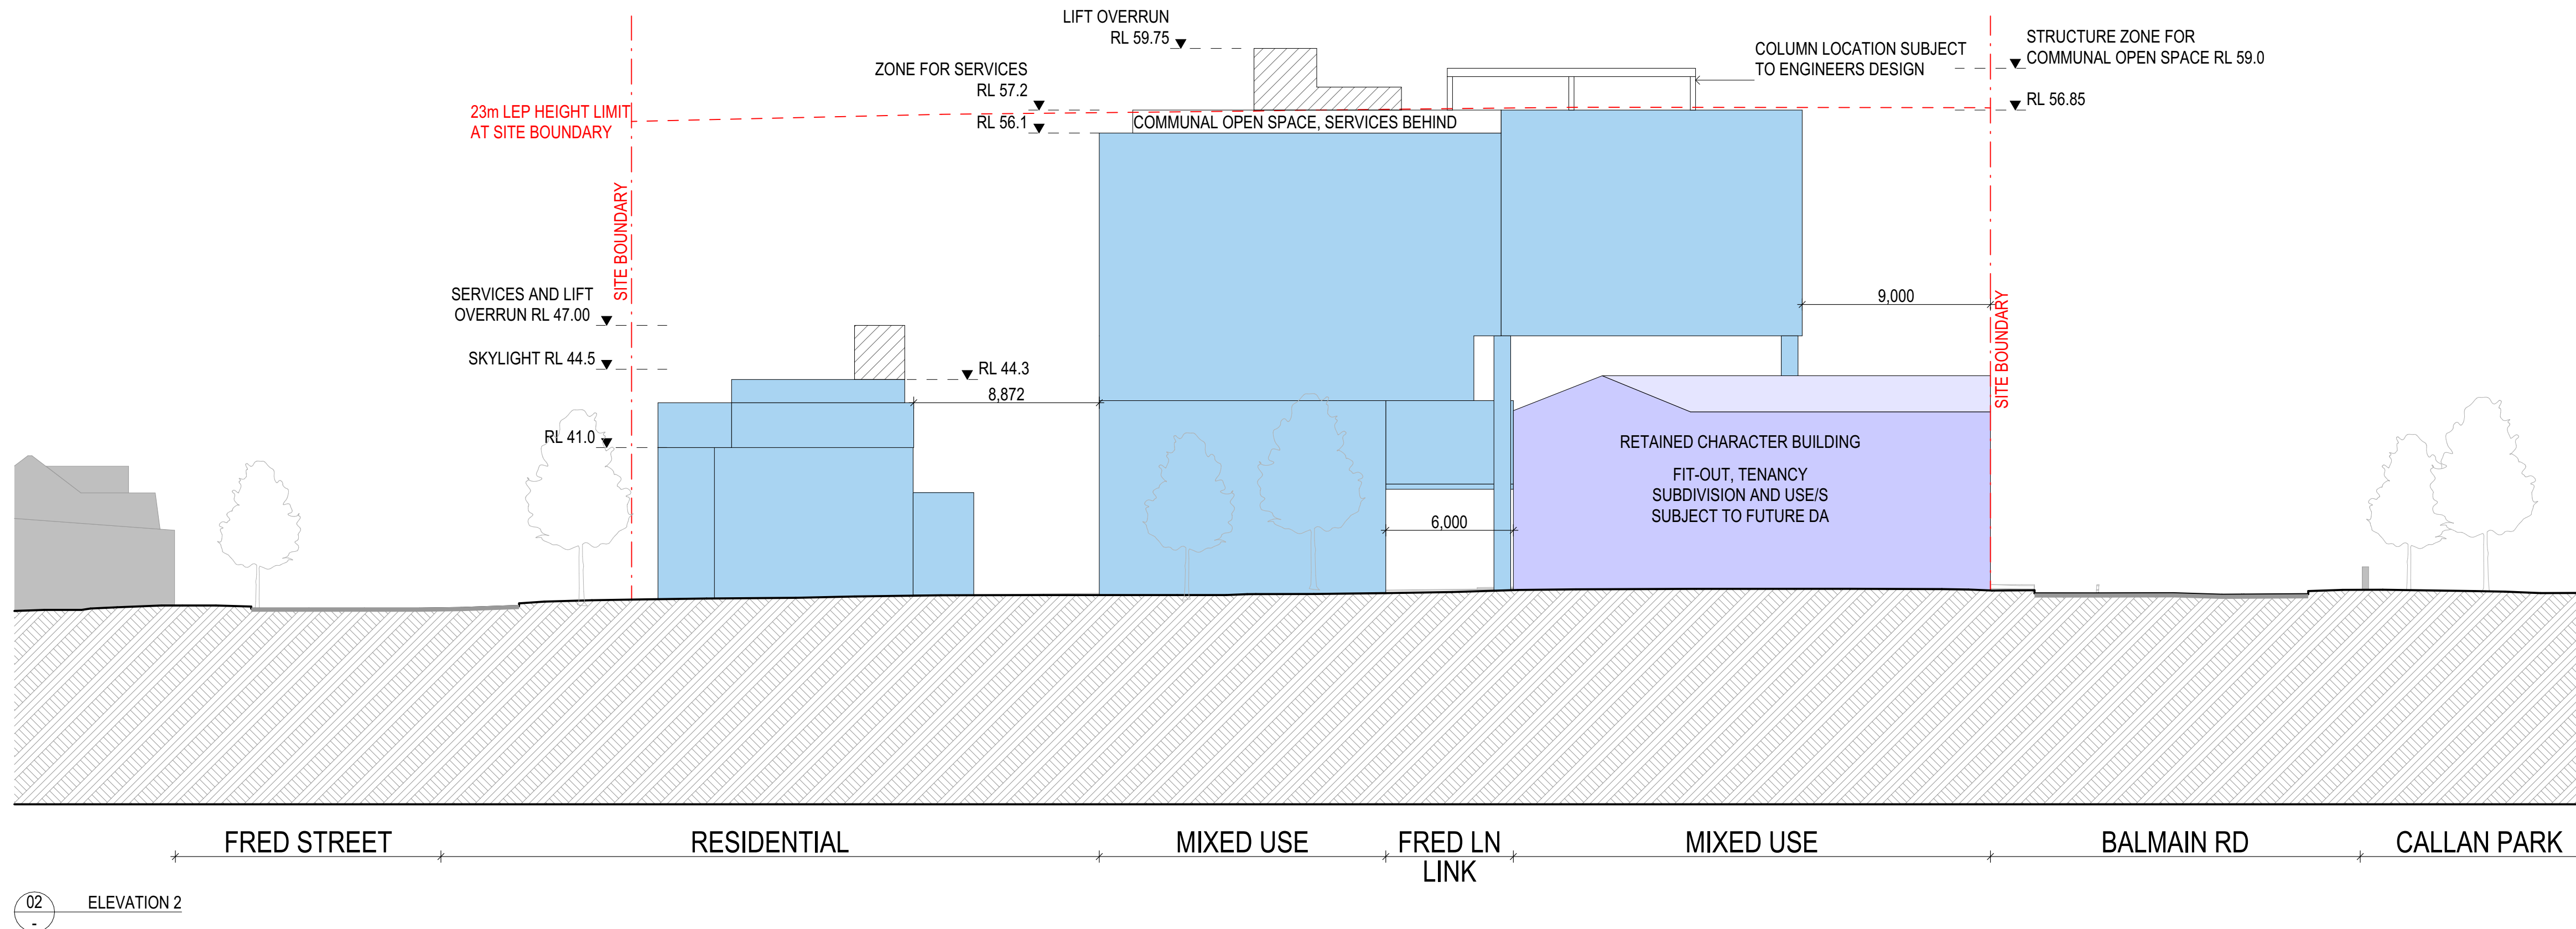 LIFT OVERRUN
RL 59.75
ZONE FOR SERVICES
RL 57.2
RL 56.1
23m LEP HEIGHT LIMIT
AT SITE BOUNDARY
COLUMN LOCATION SUBJECT
TO ENGINEERS DESIGN
STRUCTURE ZONE FOR
COMMUNAL OPEN SPACE RL 59.0
RL 56.85
COMMUNAL OPEN SPACE, SERVICES BEHIND
SITE BOUNDARY
SERVICES AND LIFT
OVERRUN RL 47.00
SKYLIGHT RL 44.5
RL 44.3
8,872
RL 41.0
9,000
SITE BOUNDARY
RETAINED CHARACTER BUILDING
FIT-OUT, TENANCY
SUBDIVISION AND USE/S
SUBJECT TO FUTURE DA
6,000
FRED STREET
RESIDENTIAL
MIXED USE
FRED LN
LINK
MIXED USE
BALMAIN RD
CALLAN PARK
02
-
ELEVATION 2